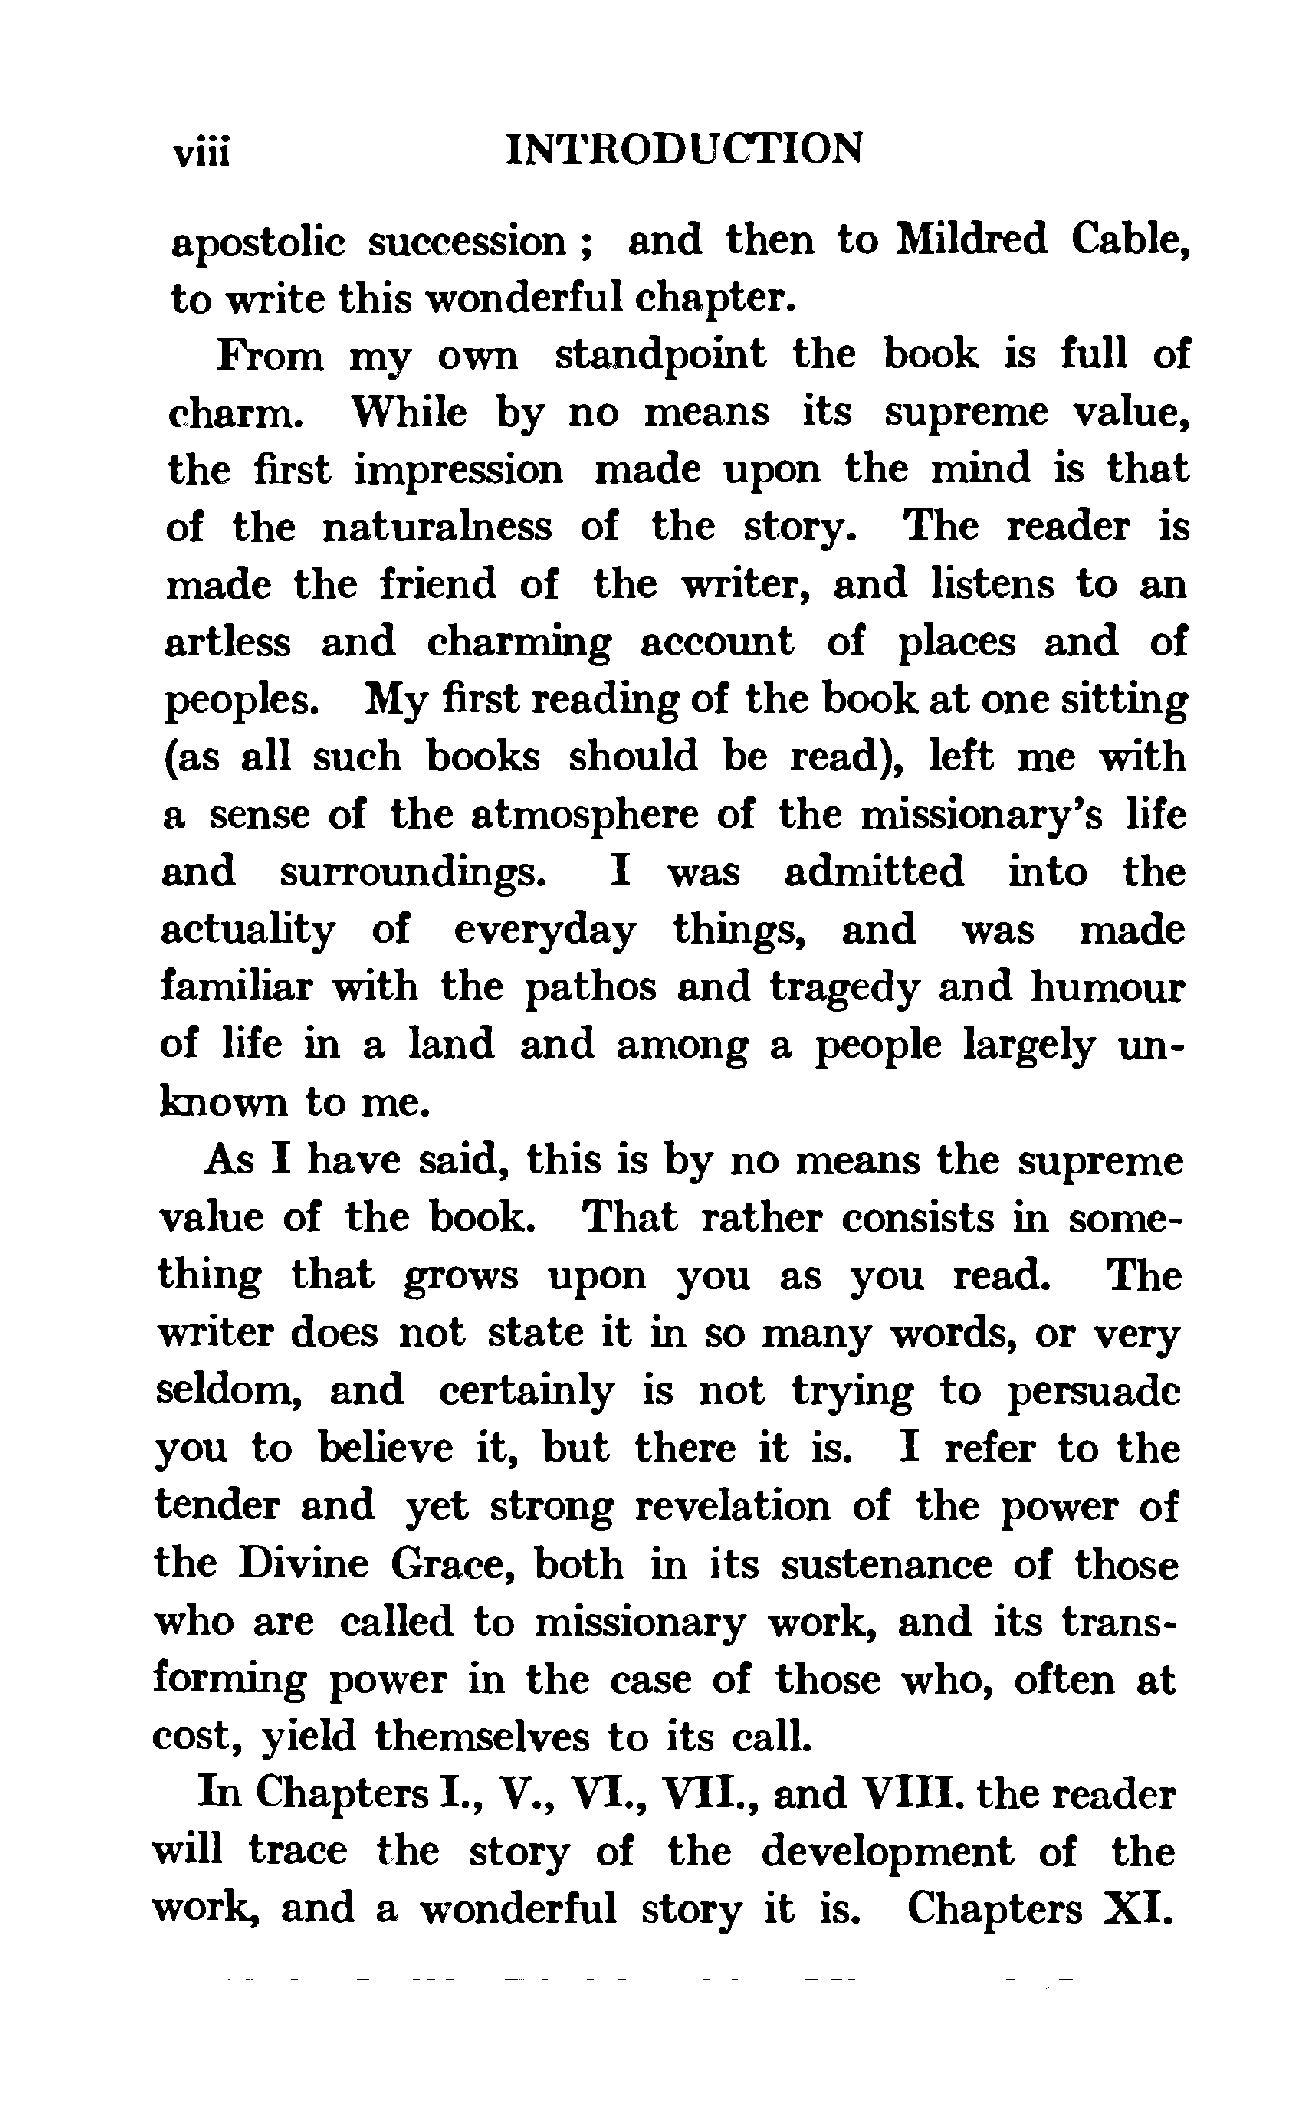 viii INTRODUCTION
apostolic succession ; and then to Mildred Cable,
to write this wonderful chapter.
From my own standpoint the book is full of
charm. While by no means its supreme value,
the first impression made upon the mind is that
of the naturalness of the story. The reader is
made the friend of the writer, and listens to an
artless and charming account of places and of
peoples. My first reading of the book at one sitting
(as all such books should be read), left me with
a sense of the atmosphere of the missionary's life
and surroundings. I was admitted into the
actuality of everyday things, and was made
familiar with the pathos and tragedy and humour
of life in a land and among a people largely un-
known to me.
As I have said, this is by no means the supreme
value of the book. That rather consists in some-
thing that grows upon you as you read. The
writer does not state it in so many words, or very
seldom, and certainly is not trying to persuade
you to believe it, but there it is. I refer to the
tender and yet strong revelation of the power of
the Divine Grace, both in its sustenance of those
who are called to missionary work, and its trans-
forming power in the case of those who, often at
cost, yield themselves to its call.
In Chapters I., V., VI., VII., and VIII. the reader
will trace the story of the development of the
work, and a wonderful story it is. Chapters XI.